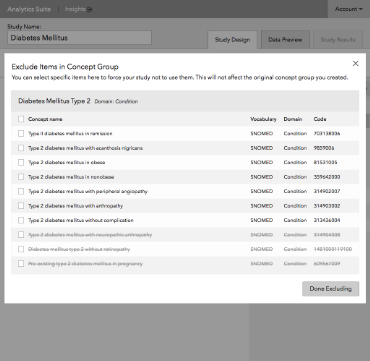 Analytics Suite Insights Account
Study Name:
Diabetes Mellitus
Study Design Data Preview Study Results
Exclude Items in Concept Group
You can select specific items here to force your study not to use them. This will not affect the original concept group you created.
Diabetes Mellitus Type 2 Domain: Condition
Concept name Vocabulary Domain Code
Type II diabetes mellitus in remission SNOMED Condition 703138006
Type 2 diabetes mellitus with acanthosis nigricans SNOMED Condition 9859006
Type 2 diabetes mellitus in obese SNOMED Condition 81531005
Type 2 diabetes mellitus in nonobese SNOMED Condition 359642000
Type 2 diabetes mellitus with peripheral angiopathy SNOMED Condition 314902007
Type 2 diabetes mellitus with arthropathy SNOMED Condition 314903002
Type 2 diabetes mellitus without complication SNOMED Condition 313436004
Type 2 diabetes mellitus with neuropathic arthropathy SNOMED Condition 314904008
Diabetes mellitus type 2 without retinopathy SNOMED Condition 1481000119100
Pre-existing type 2 diabetes mellitus in pregnancy SNOMED Condition 609567009
Done Excluding